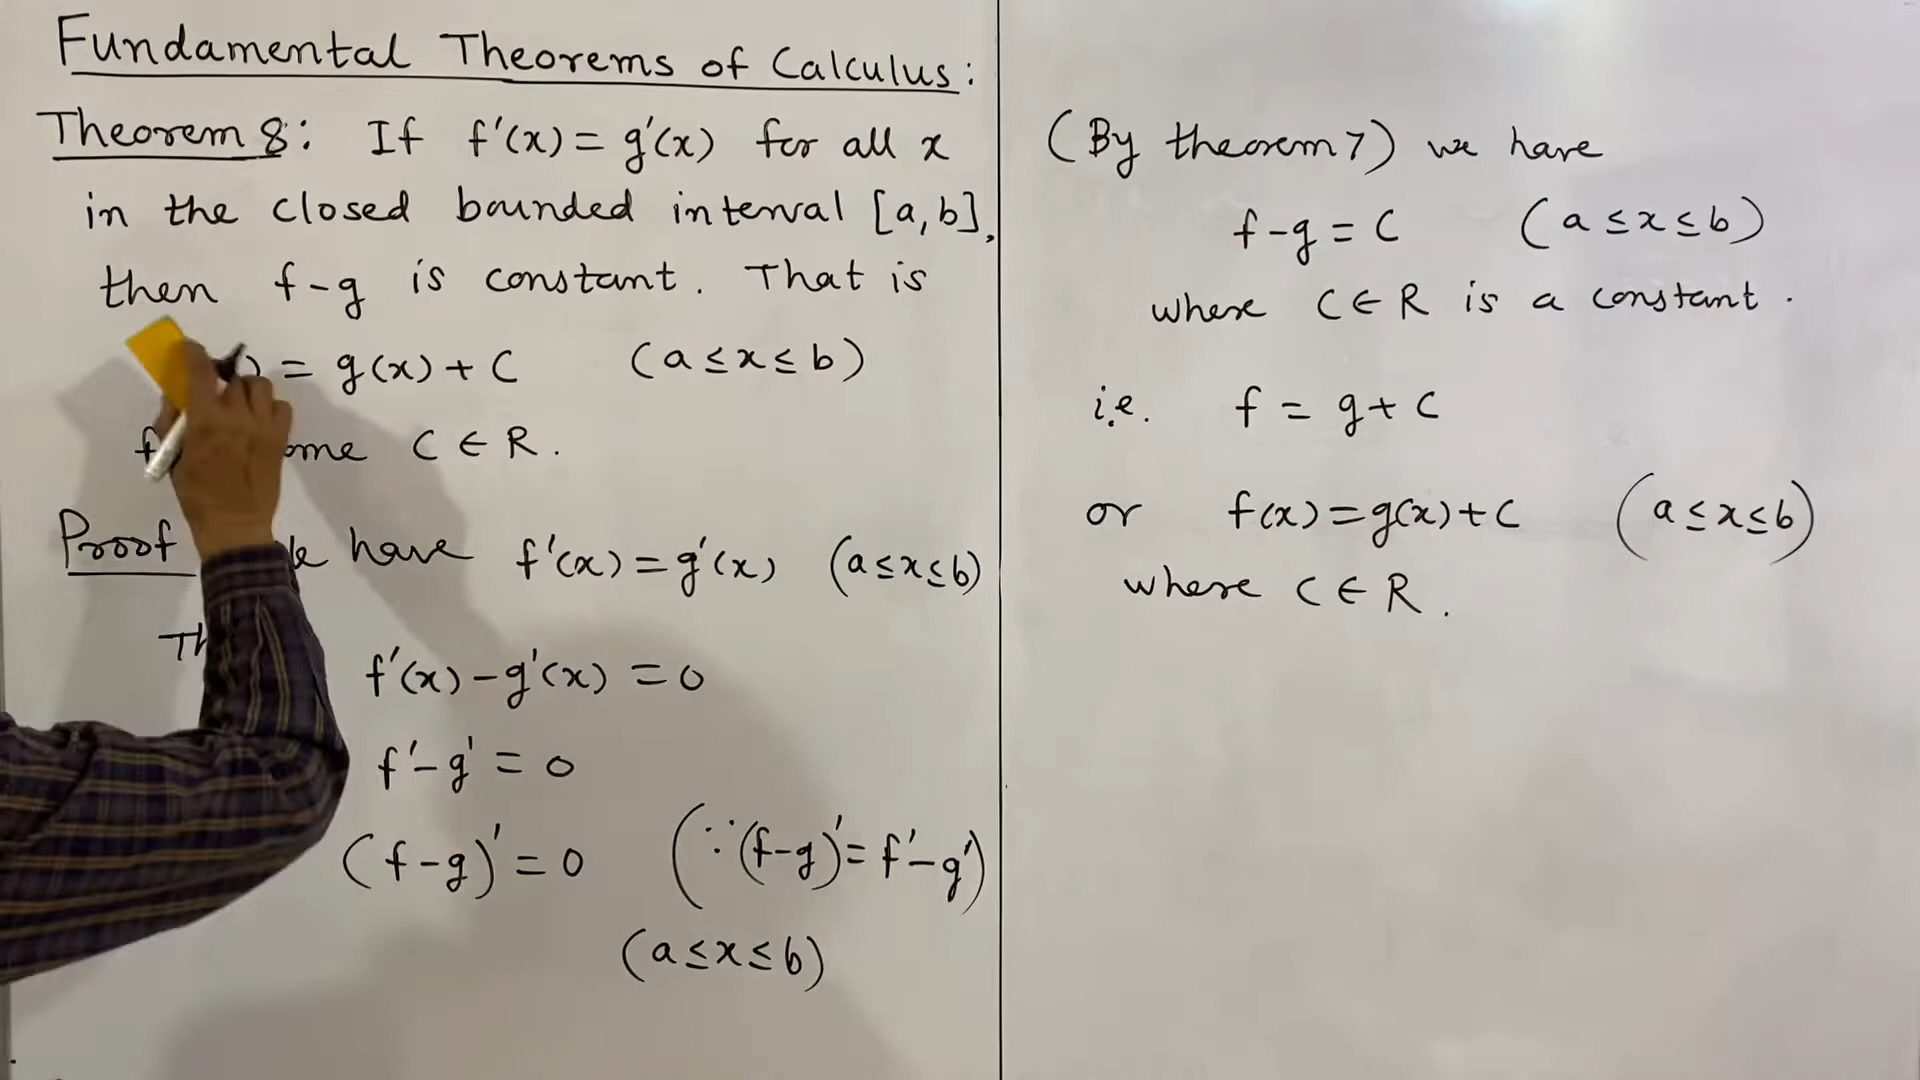 Fundamental Theorems of Calculus:
Theorem 8: If f'(x) = g'(x) for all x
in the closed bounded interval [a,b],
then f-g is constant. That is
) = g(x) + C (a ≤ x ≤ b)
ome C ∈ R.
Proof have f'(x) = g'(x) (a ≤ x ≤ b)
f'(x) - g'(x) = 0
f' - g' = 0
(f-g)' = 0 (∵ (f-g)' = f' - g')
(a ≤ x ≤ b)
(By theorem 7) we have
f-g = C (a ≤ x ≤ b)
where C ∈ R is a constant.
i.e. f = g + C
or f(x) = g(x) + C (a ≤ x ≤ b)
where C ∈ R.